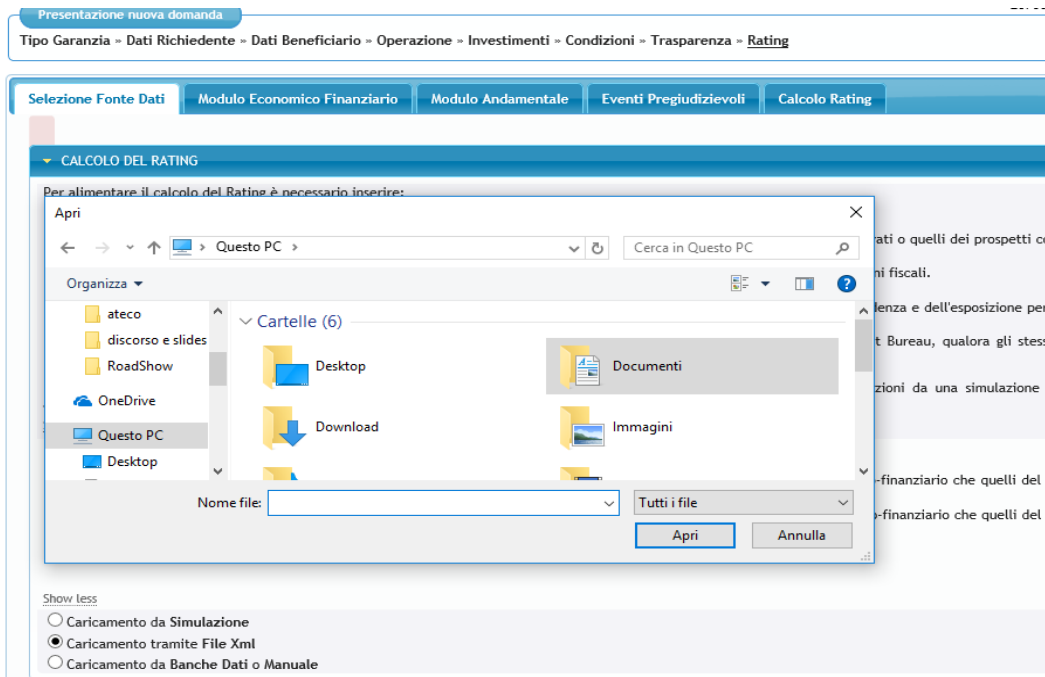 Presentazione nuova domanda
Tipo Garanzia » Dati Richiedente » Dati Beneficiario » Operazione » Investimenti » Condizioni » Trasparenza » Rating
Selezione Fonte Dati
Modulo Economico Finanziario
Modulo Andamentale
Eventi Pregiudizievoli
Calcolo Rating
CALCOLO DEL RATING
Per alimentare il calcolo del Rating è necessario inserire:
Apri
Questo PC
Cerca in Questo PC
ati o quelli dei prospetti
Organizza
ni fiscali.
ateco
Cartelle (6)
denza e dell'esposizione per
discorso e slides
Desktop
Documenti
t Bureau, qualora gli
RoadShow
zioni da una simulazione
OneDrive
Download
Immagini
Questo PC
Desktop
-finanziario che quelli del
Nome file:
Tutti i file
-finanziario che quelli del
Apri
Annulla
Show less
Caricamento da Simulazione
Caricamento tramite File Xml
Caricamento da Banche Dati o Manuale